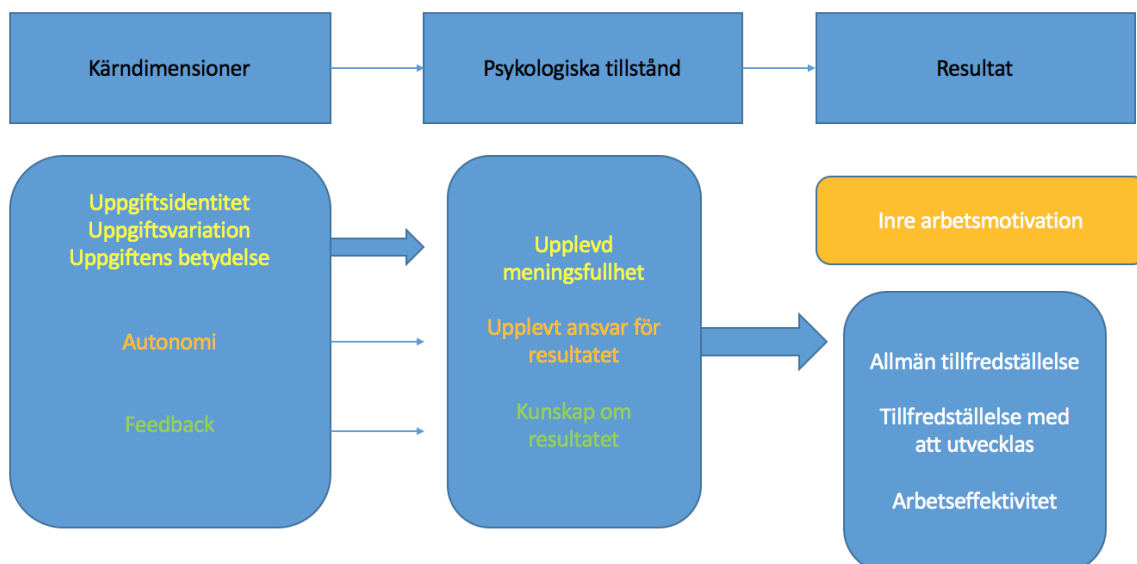 Kärndimensioner
Psykologiska tillstånd
Resultat
Uppgiftsidentitet
Uppgiftsvariation
Uppgiftens betydelse
Autonomi
Feedback
Upplevd
meningsfullhet
Upplevt ansvar för
resultatet
Kunskap om
resultatet
Inre arbetsmotivation
Allmän tillfredställelse
Tillfredställelse med
att utvecklas
Arbetseffektivitet